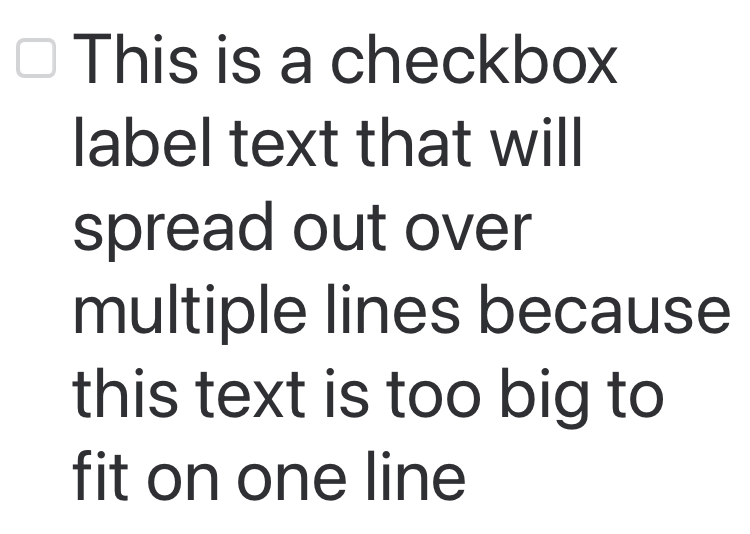 This is a checkbox
label text that will
spread out over
multiple lines because
this text is too big to
fit on one line